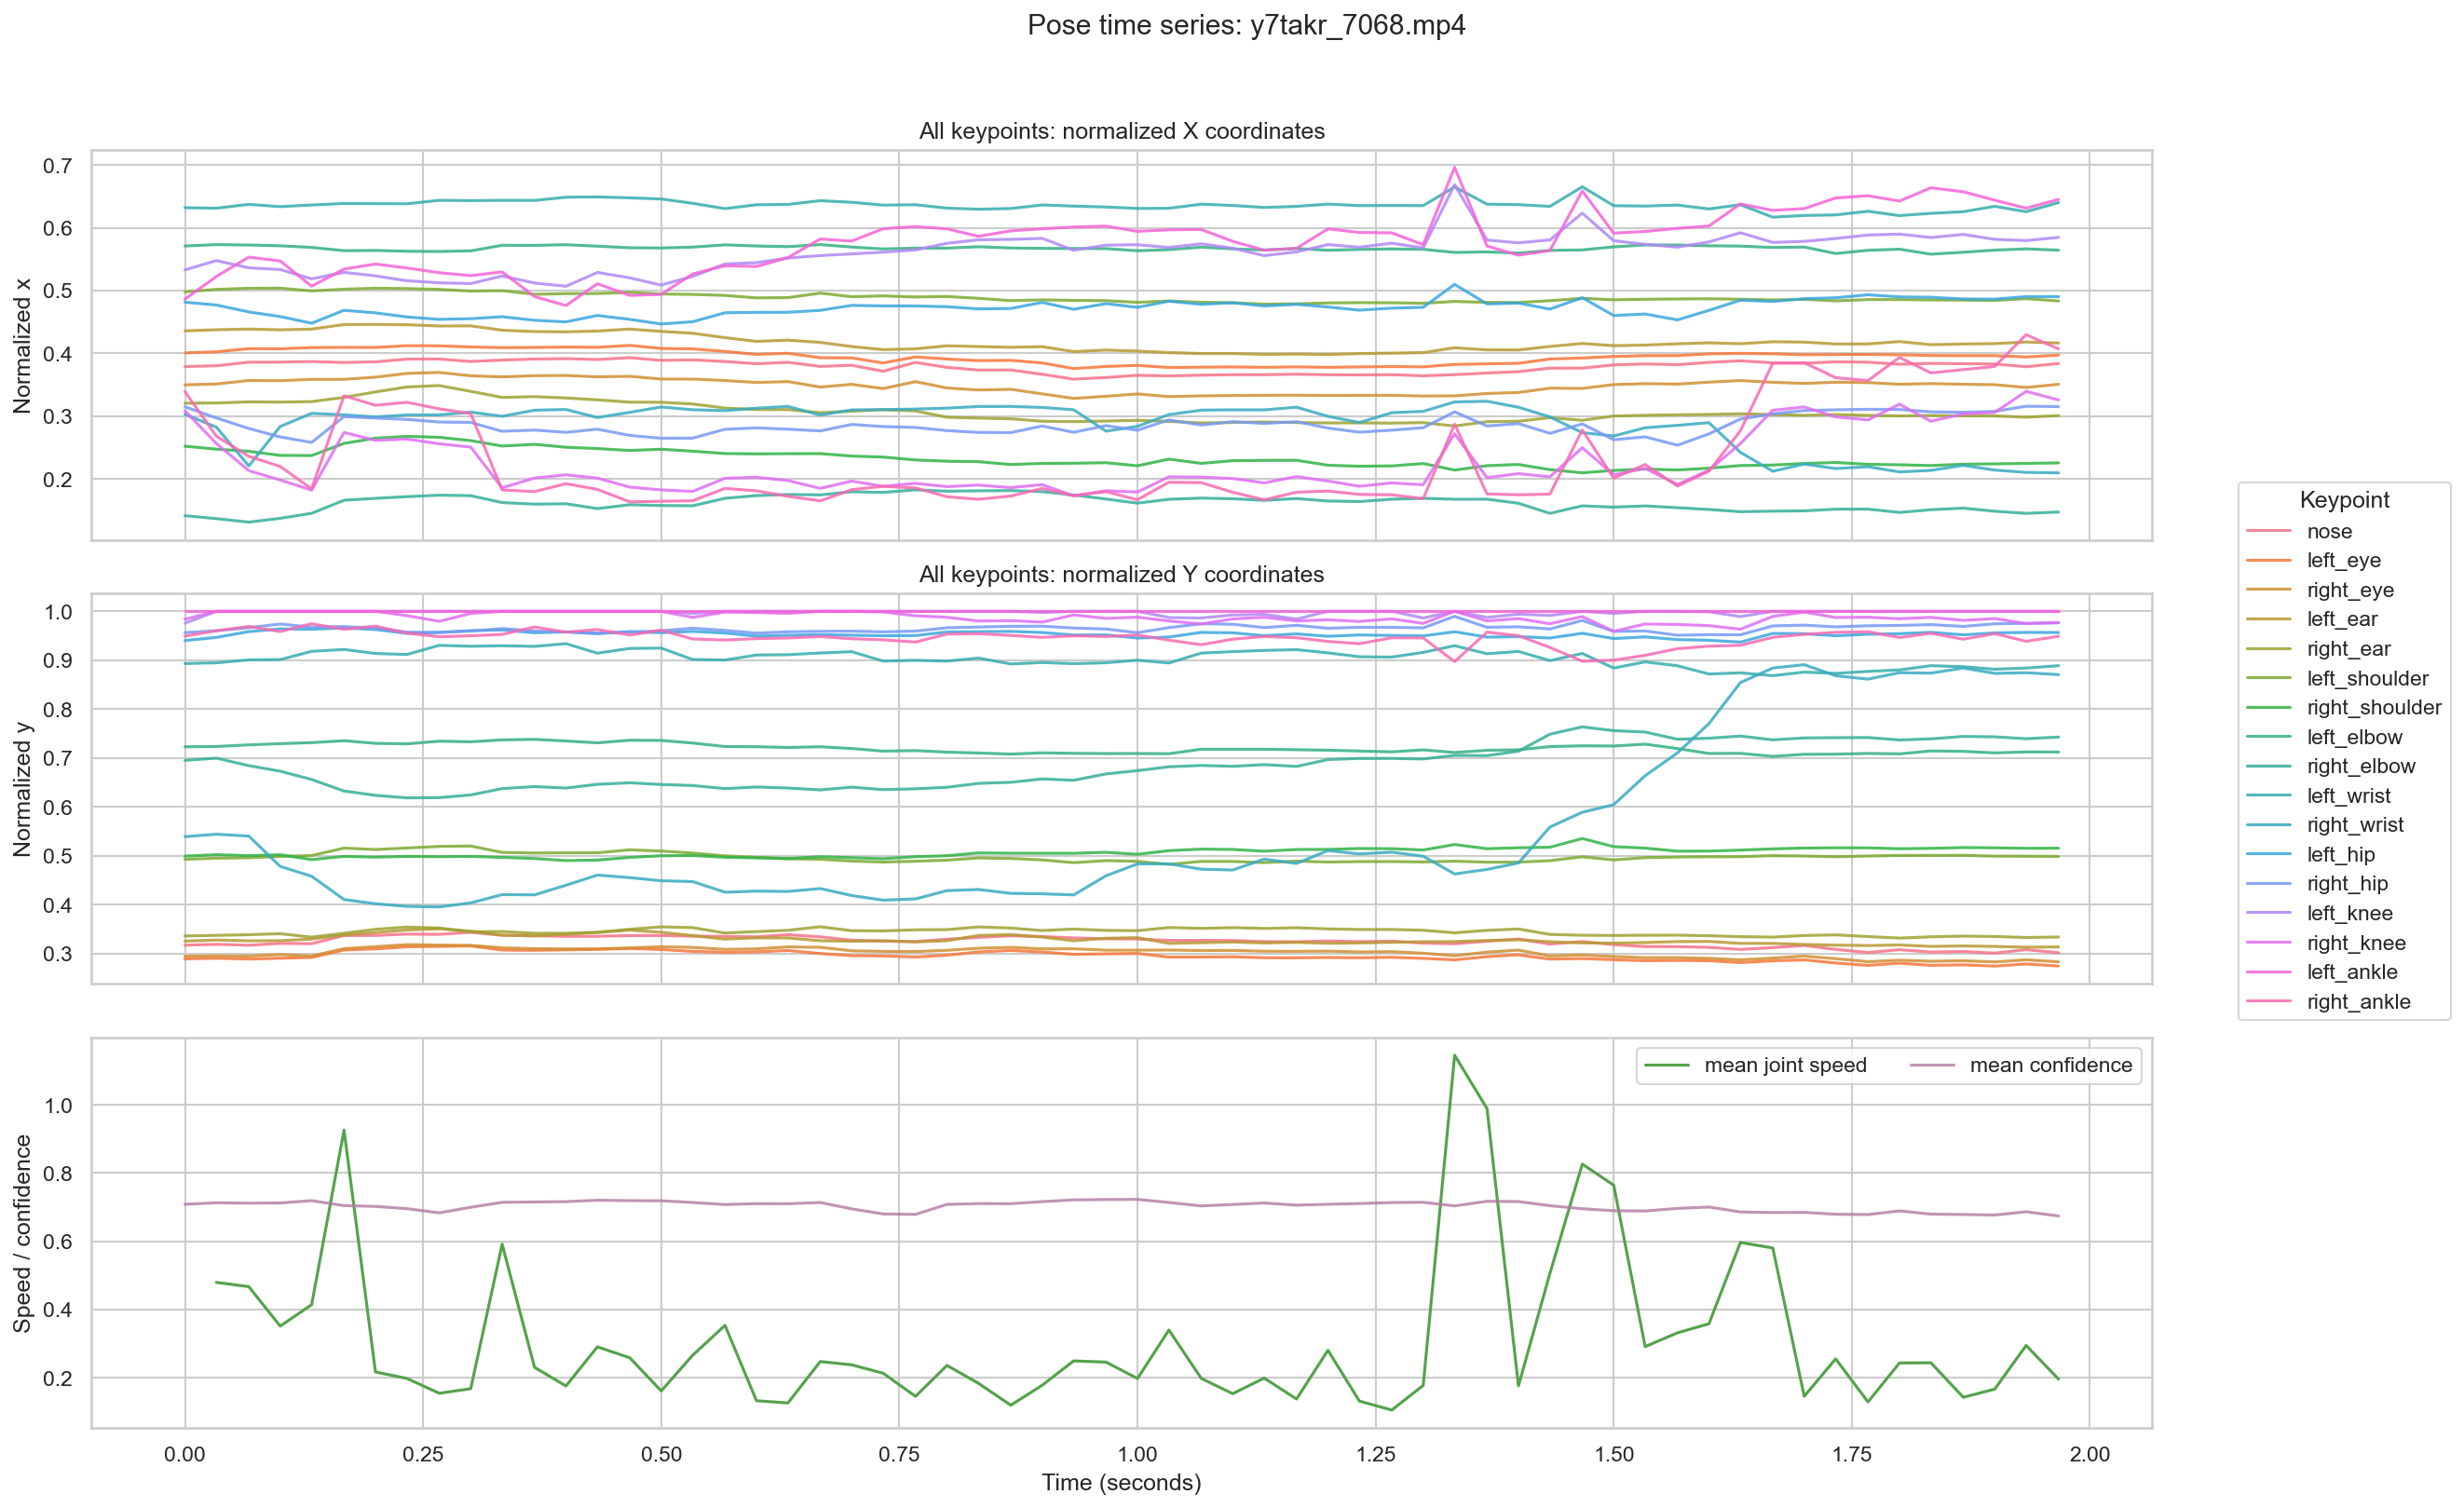 Pose time series: y7takr_7068.mp4
All keypoints: normalized X coordinates
0.7
0.6
0.5
0.4
0.3
0.2
Normalized x
All keypoints: normalized Y coordinates
1.0
0.9
0.8
0.7
0.6
0.5
0.4
0.3
Normalized y
Keypoint
nose
left_eye
right_eye
left_ear
right_ear
left_shoulder
right_shoulder
left_elbow
right_elbow
left_wrist
right_wrist
left_hip
right_hip
left_knee
right_knee
left_ankle
right_ankle
mean joint speed mean confidence
1.0
0.8
0.6
0.4
0.2
Speed / confidence
0.00 0.25 0.50 0.75 1.00 1.25 1.50 1.75 2.00
Time (seconds)